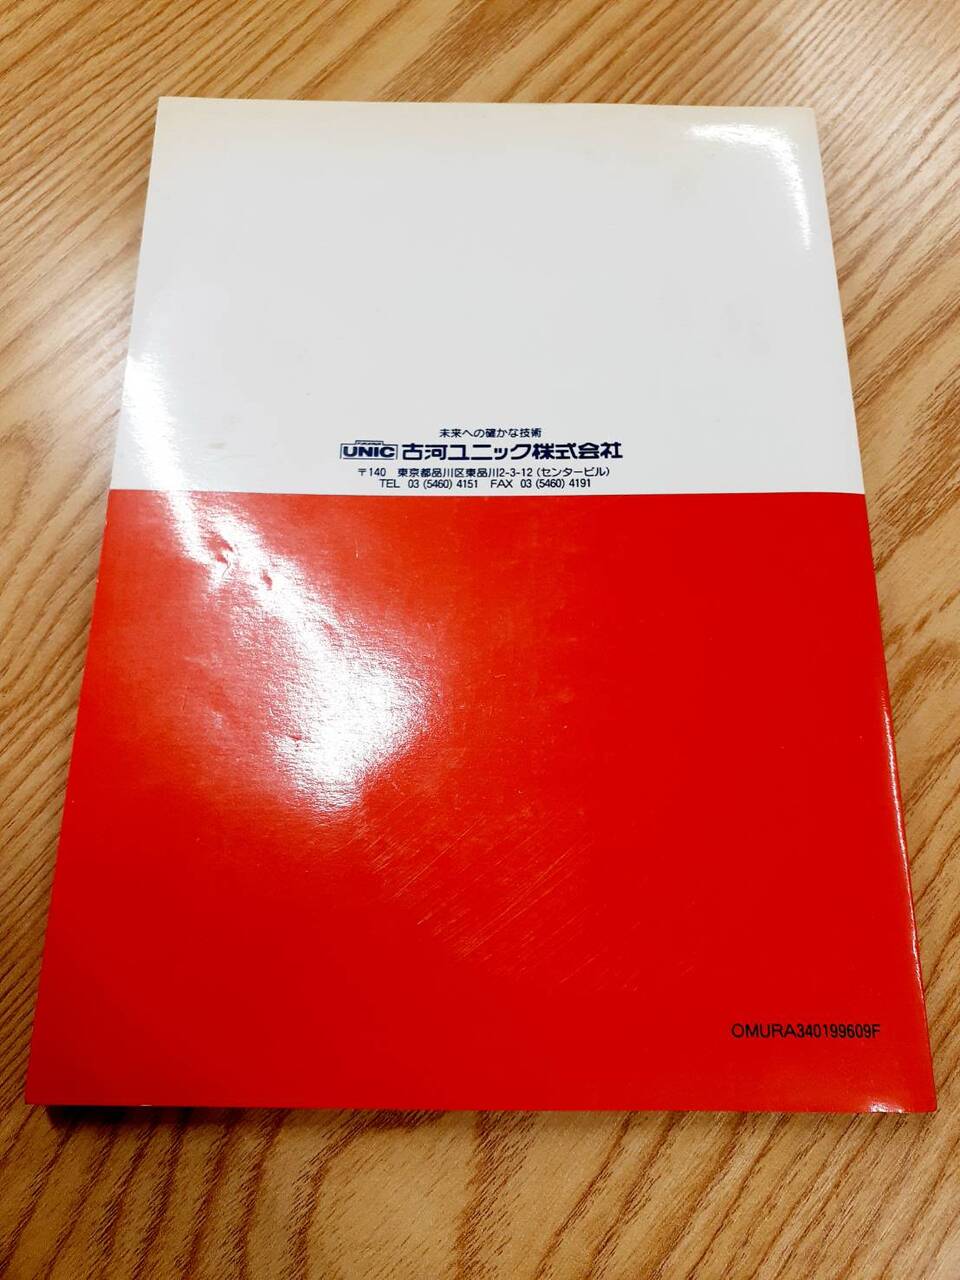 未来への確かな技術
UNIC 古河ユニック株式会社
〒140 東京都品川区東品川2-3-12 (センタービル)
TEL 03 (5460) 4151 FAX 03 (5460) 4191
OMURA340199609F